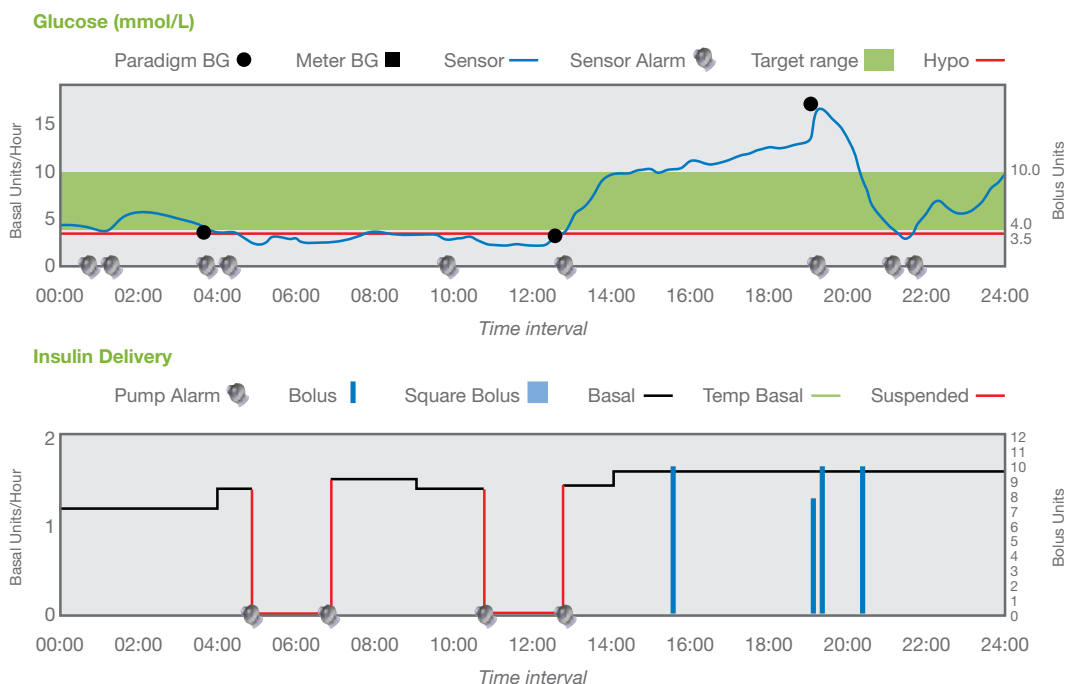 Glucose (mmol/L)
Paradigm BG Meter BG Sensor Sensor Alarm Target range Hypo
Basal Units/Hour
15
10
5
0
10.0
4.0
3.5
Bolus Units
00:00 02:00 04:00 06:00 08:00 10:00 12:00 14:00 16:00 18:00 20:00 22:00 24:00
Time interval
Insulin Delivery
Pump Alarm Bolus Square Bolus Basal Temp Basal Suspended
Basal Units/Hour
2
1
0
12
11
10
9
8
7
6
5
4
3
2
1
0
Bolus Units
00:00 02:00 04:00 06:00 08:00 10:00 12:00 14:00 16:00 18:00 20:00 22:00 24:00
Time interval